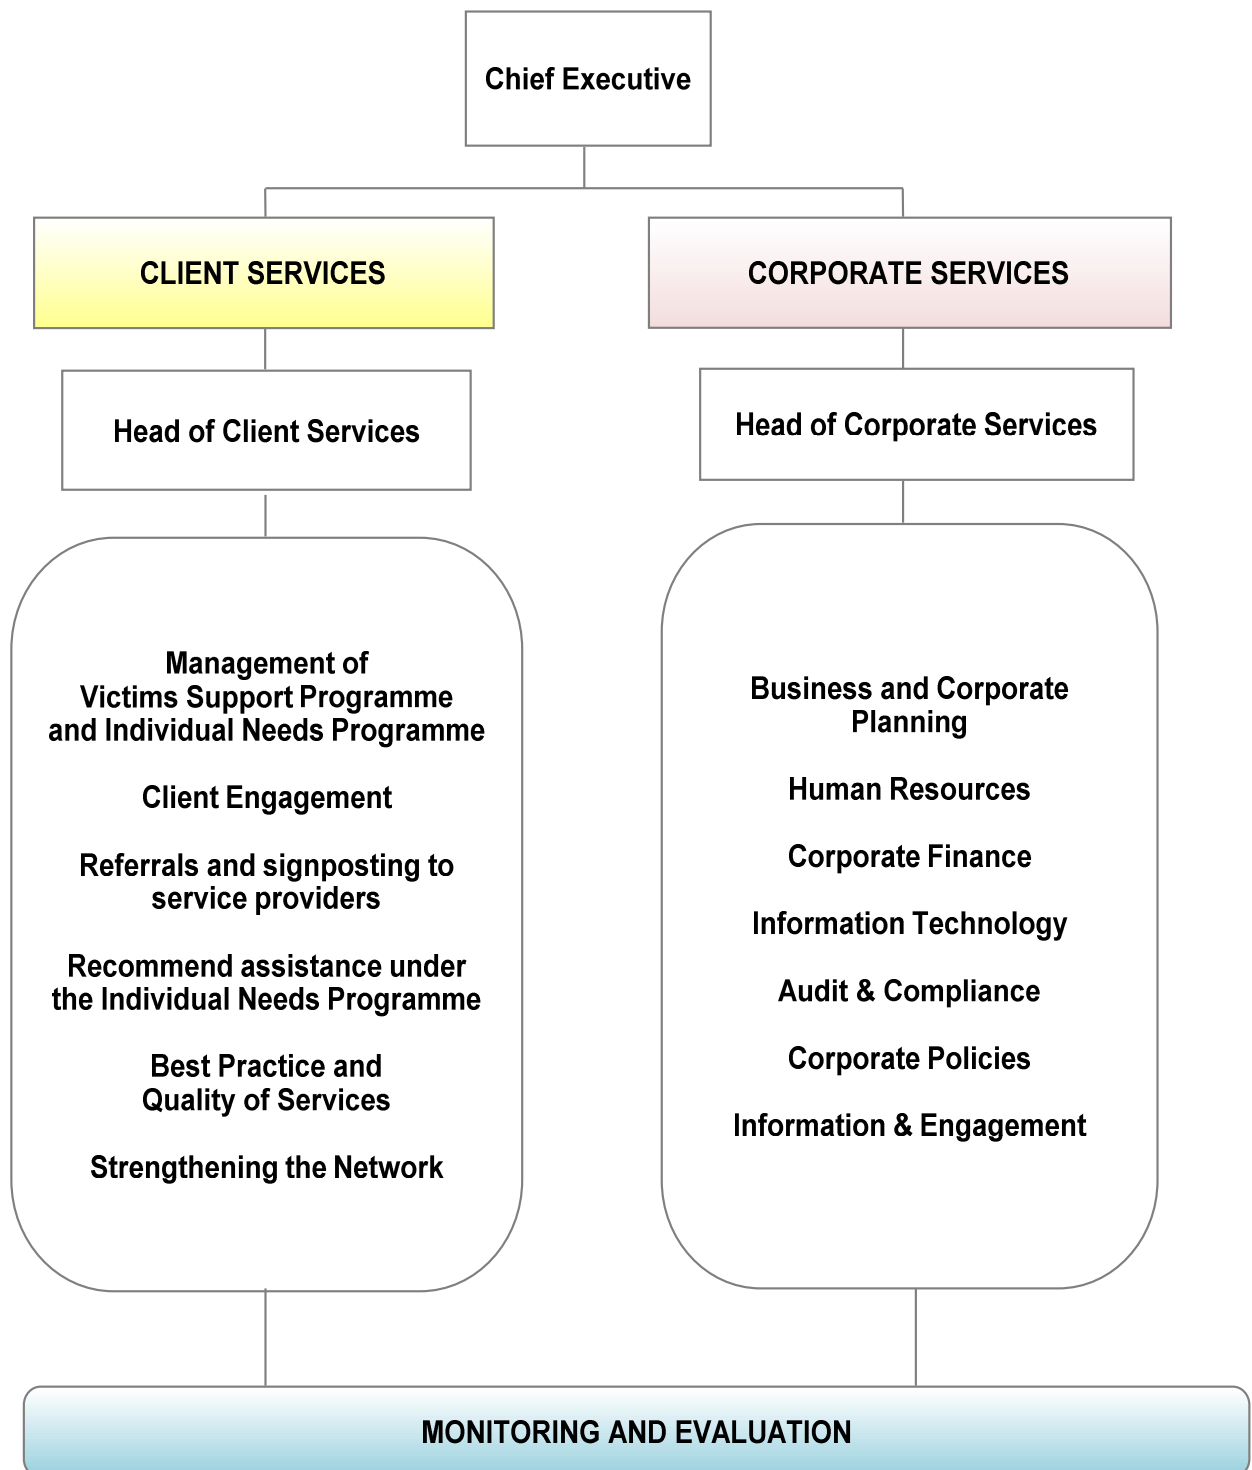 Chief Executive
CLIENT SERVICES
CORPORATE SERVICES
Head of Client Services
Head of Corporate Services
Management of
Victims Support Programme
and Individual Needs Programme
Client Engagement
Referrals and signposting to
service providers
Recommend assistance under
the Individual Needs Programme
Best Practice and
Quality of Services
Strengthening the Network
Business and Corporate
Planning
Human Resources
Corporate Finance
Information Technology
Audit & Compliance
Corporate Policies
Information & Engagement
MONITORING AND EVALUATION